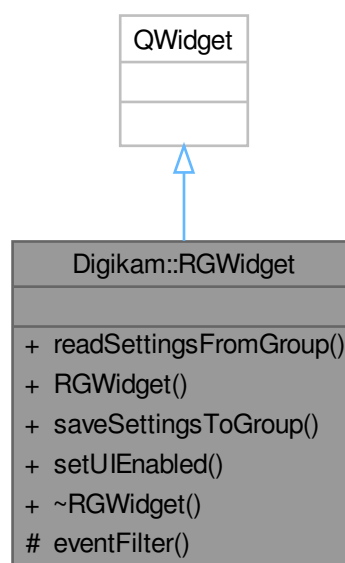 QWidget
Digikam::RGWidget
+ readSettingsFromGroup()
+ RGWidget()
+ saveSettingsToGroup()
+ setUIEnabled()
+ ~RGWidget()
# eventFilter()